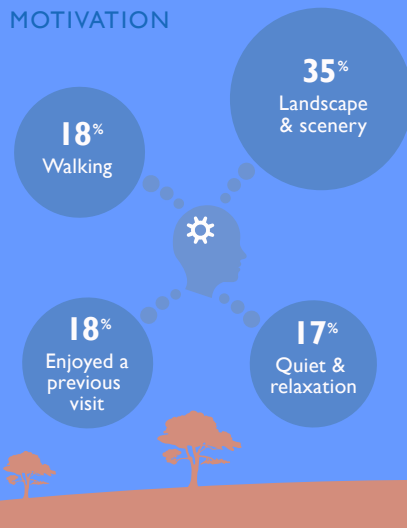 MOTIVATION
35%
Landscape
& scenery
18%
Walking
18%
Enjoyed a
previous
visit
17%
Quiet &
relaxation